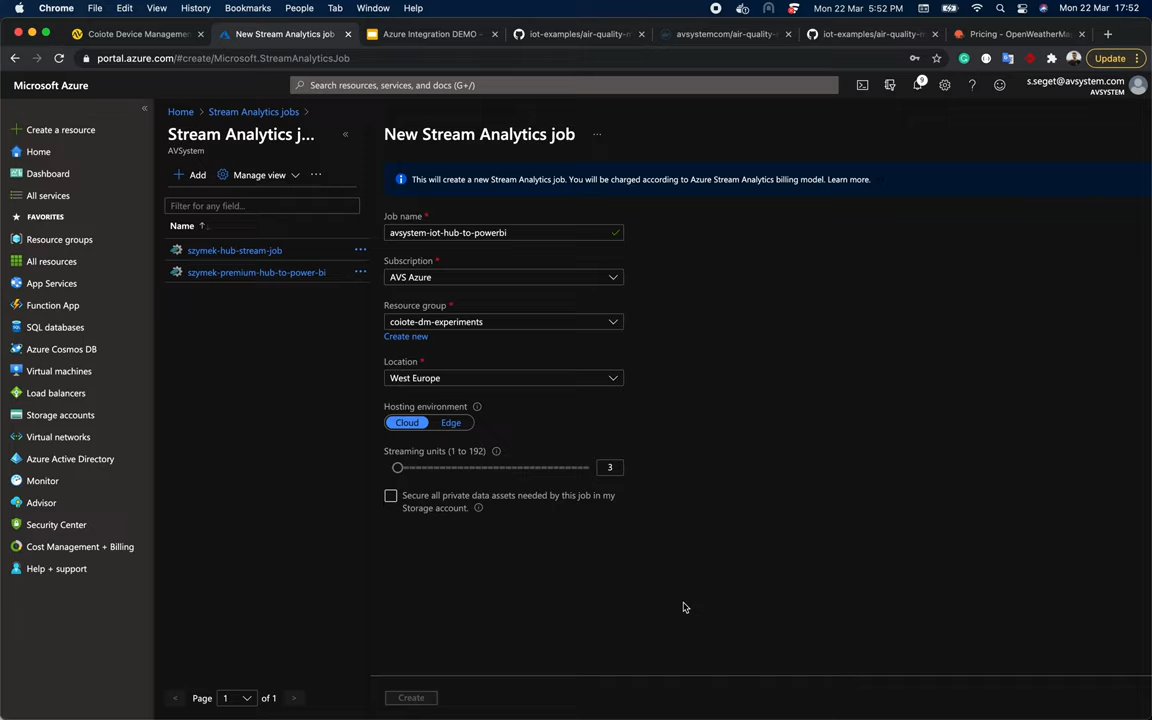 Chrome File Edit View History Bookmarks People Tab Window Help
Mon 22 Mar 5:52 PM
Mon 22 Mar 17:52
Coiote Device Managemen
New Stream Analytics job
Azure Integration DEMO -
iot-examples/air-quality-m
avsystemcom/air-quality-
iot-examples/air-quality-m
Pricing - OpenWeatherMa
portal.azure.com/#create/Microsoft.StreamAnalyticsJob
Update
Microsoft Azure
Search resources, services, and docs (G+/)
9
s.seget@avsystem.com
AVSYSTEM
Create a resource
Home
Dashboard
All services
FAVORITES
Resource groups
All resources
App Services
Function App
SQL databases
Azure Cosmos DB
Virtual machines
Load balancers
Storage accounts
Virtual networks
Azure Active Directory
Monitor
Advisor
Security Center
Cost Management + Billing
Help + support
Home > Stream Analytics jobs >
Stream Analytics j...
AVSystem
Add
Manage view
Filter for any field...
Name ↑
szymek-hub-stream-job
szymek-premium-hub-to-power-bi
Page 1 of 1
New Stream Analytics job
This will create a new Stream Analytics job. You will be charged according to Azure Stream Analytics billing model. Learn more.
Job name *
avsystem-iot-hub-to-powerbi
Subscription *
AVS Azure
Resource group *
coiote-dm-experiments
Create new
Location *
West Europe
Hosting environment
Cloud Edge
Streaming units (1 to 192)
3
Secure all private data assets needed by this job in my
Storage account.
Create